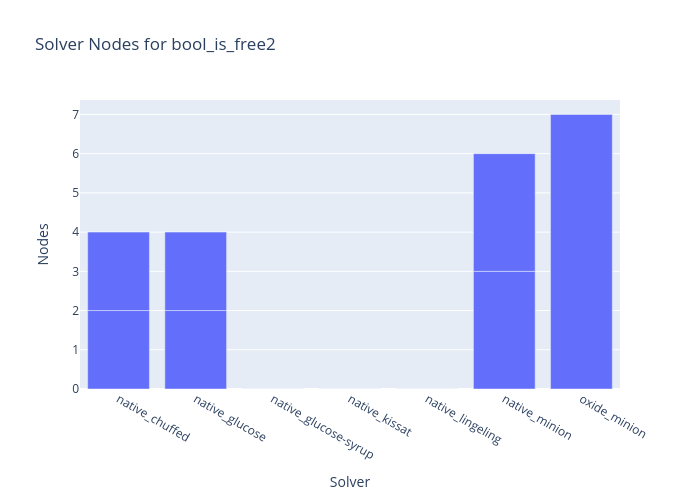 Solver Nodes for bool_is_free2
7
6
5
4
3
2
1
0
Nodes
native_chuffed
native_glucose
native_glucose-syrup
native_kissat
native_lingeling
native_minion
oxide_minion
Solver